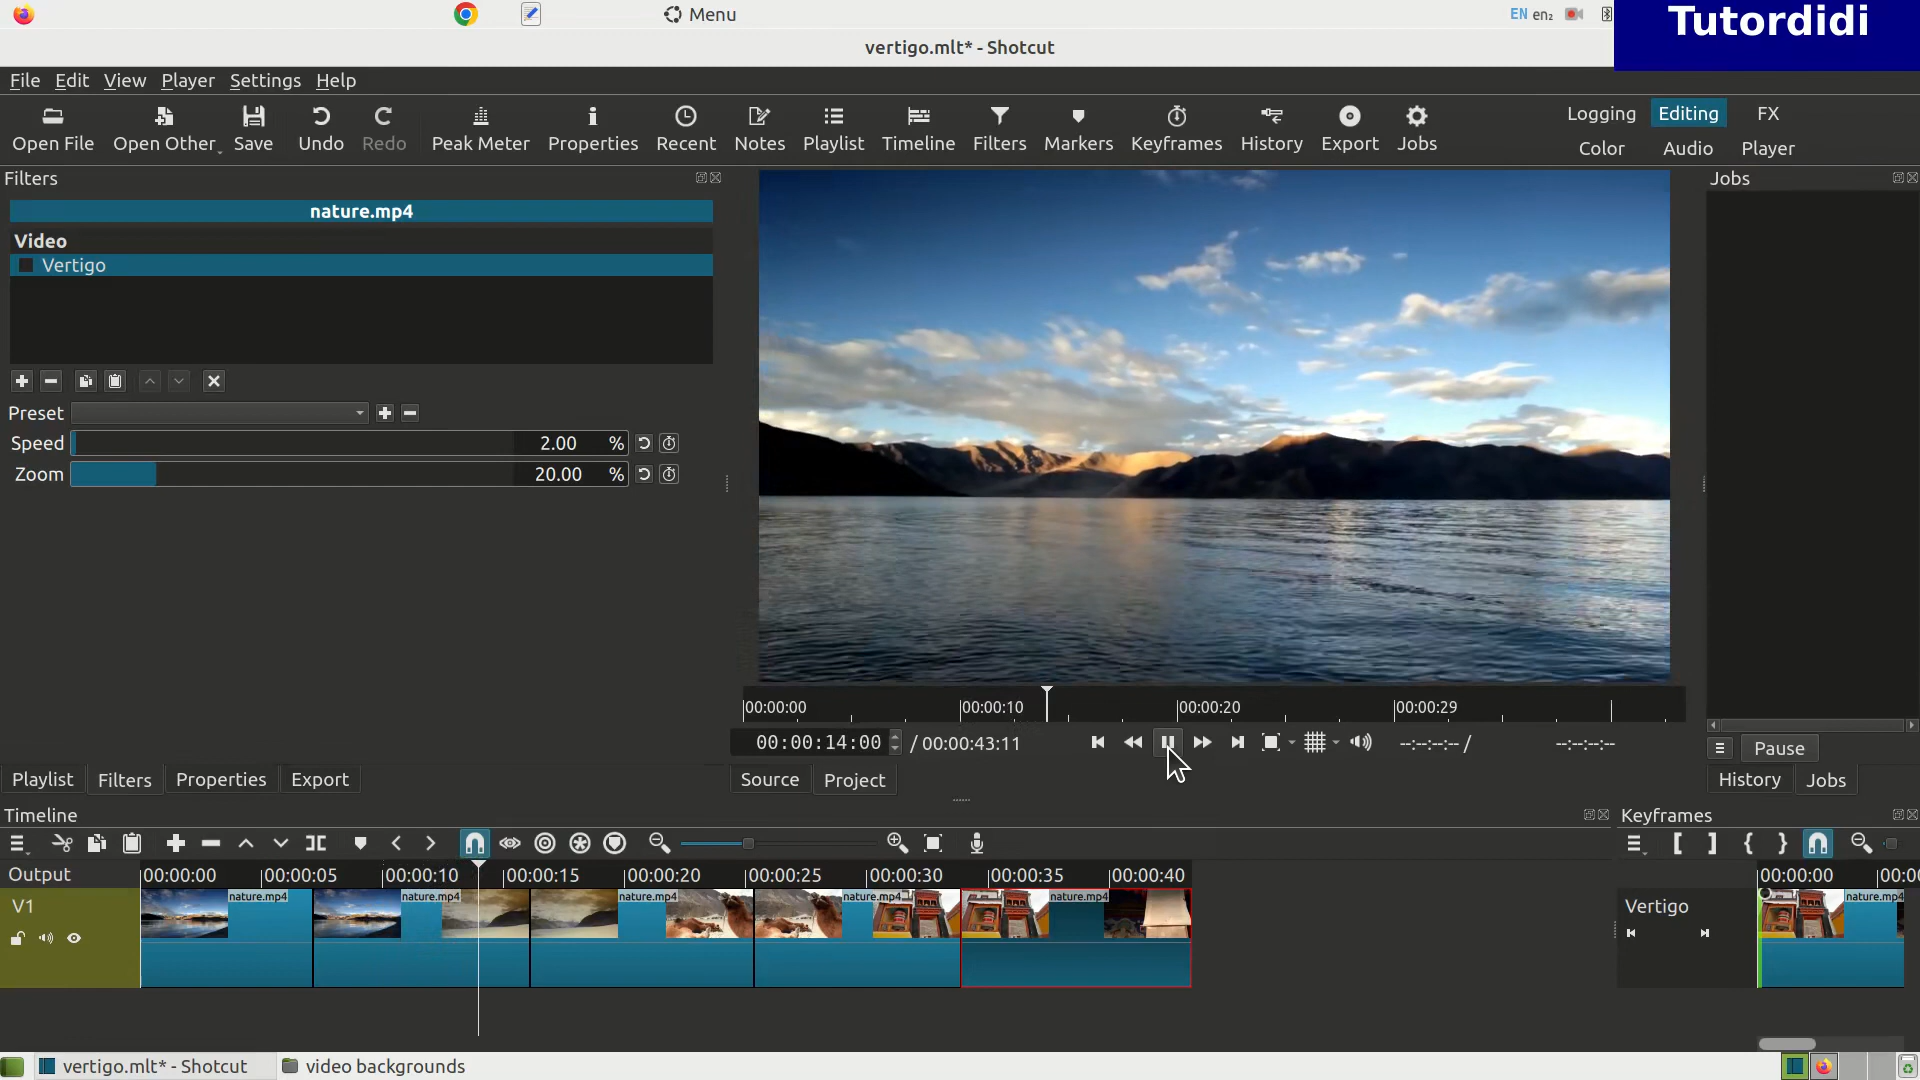 Menu
EN en₂
Tutordidi
vertigo.mlt* - Shotcut
File Edit View Player Settings Help
Open File Open Other Save Undo Redo Peak Meter Properties Recent Notes Playlist Timeline Filters Markers Keyframes History Export Jobs
Logging Editing FX
Color Audio Player
Filters
nature.mp4
Video
Vertigo
Preset
Speed 2.00 %
Zoom 20.00 %
Jobs
00:00:00 00:00:10 00:00:20 00:00:29
00:00:14:00 / 00:00:43:11 --:--:--:-- / --:--:--:--
Pause
Playlist Filters Properties Export
Source Project
History Jobs
Timeline
Keyframes
Output
00:00:00 00:00:05 00:00:10 00:00:15 00:00:20 00:00:25 00:00:30 00:00:35 00:00:40
V1
nature.mp4 nature.mp4 nature.mp4 nature.mp4 nature.mp4
00:00:00
Vertigo
nature.mp4
vertigo.mlt* - Shotcut
video backgrounds